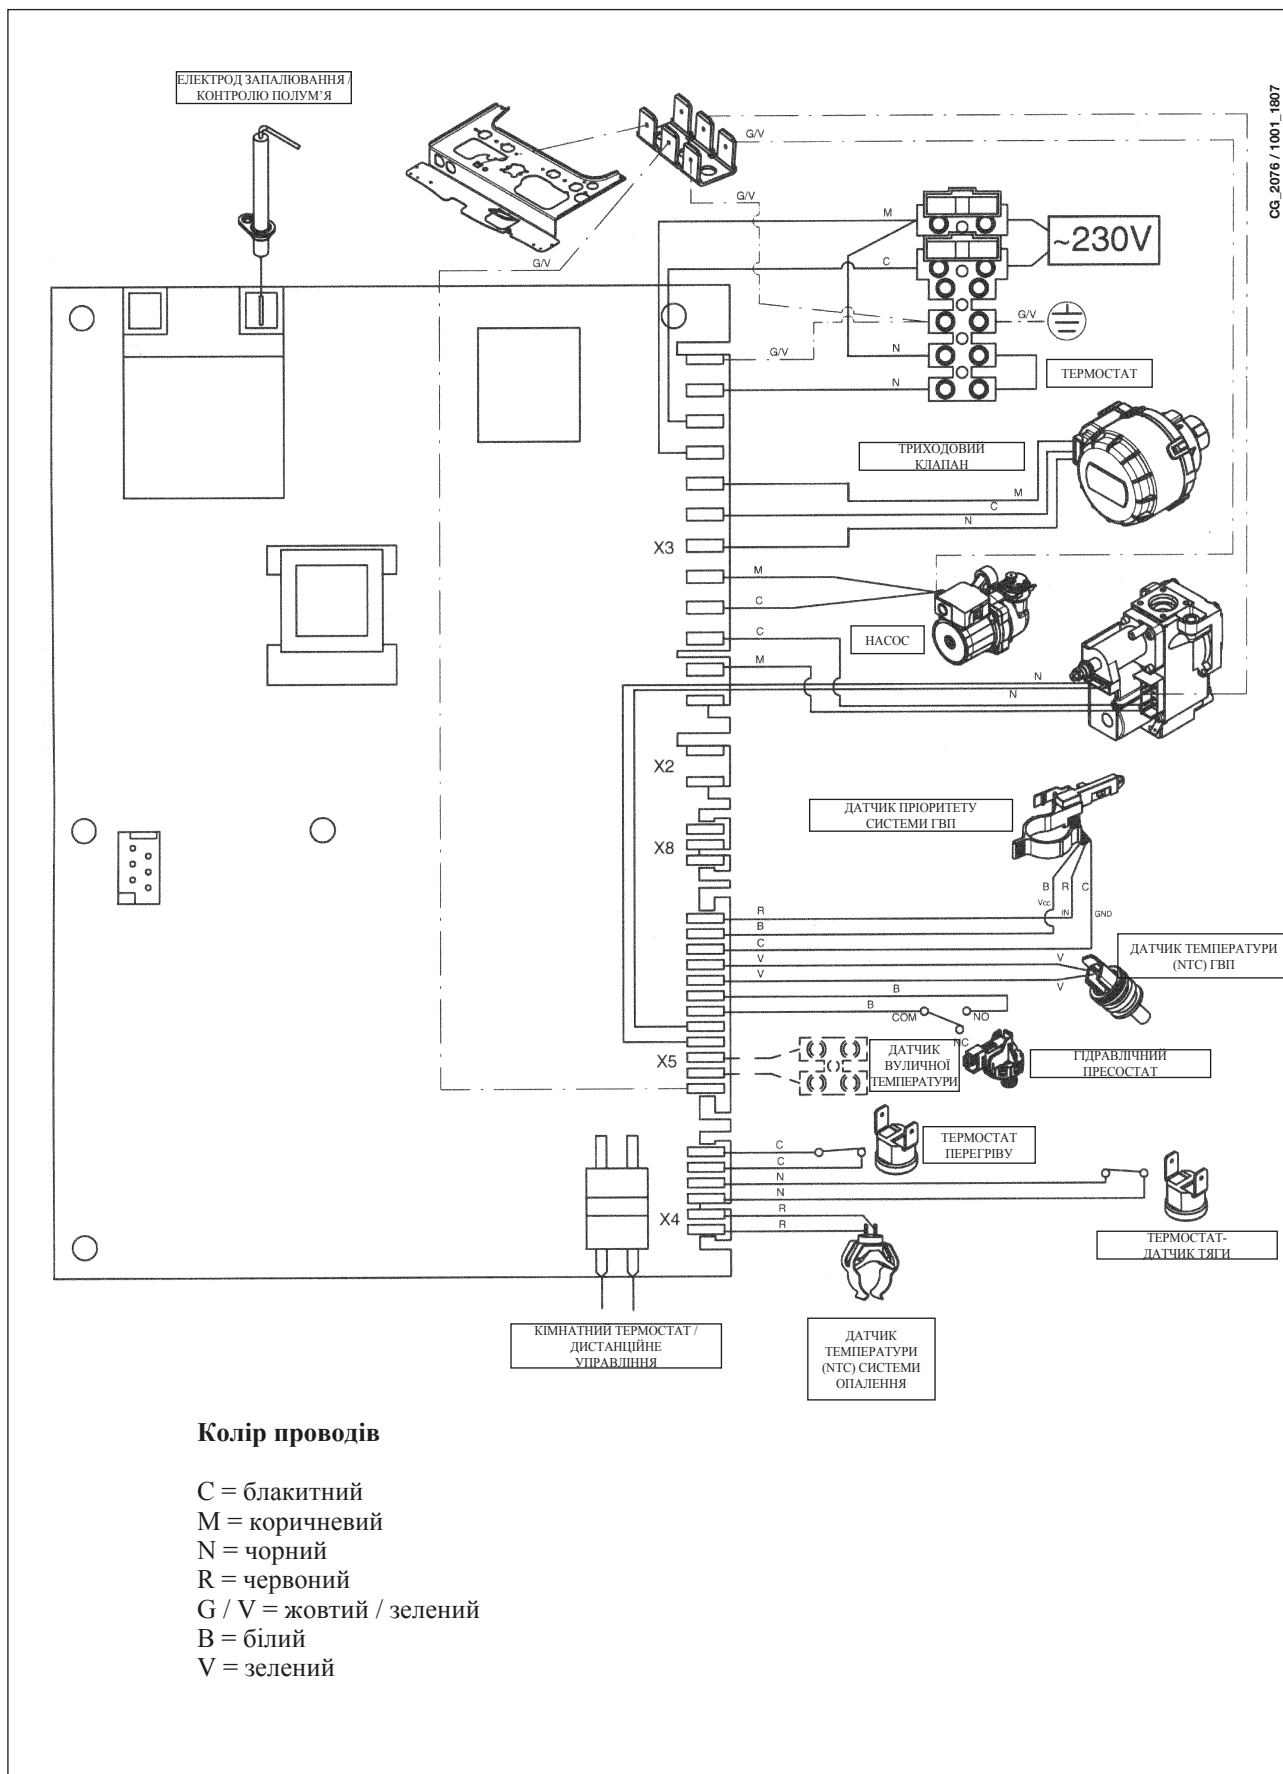 ЕЛЕКТРОД ЗАПАЛЮВАННЯ /
КОНТРОЛЮ ПОЛУМ’Я
CG_2076 / 1001_1807
G/V
G/V
G/V
M
~230V
C
G/V
G/V
N
N
ТЕРМОСТАТ
ТРИХОДОВИЙ
КЛАПАН
M
C
N
X3
M
C
НАСОС
C
M
N
N
X2
ДАТЧИК ПРІОРИТЕТУ
СИСТЕМИ ГВП
X8
B R C
Vcc
IN
GND
R
B
C
V
V
V
V
ДАТЧИК ТЕМПЕРАТУРИ
(NTC) ГВП
B
B
COM
NO
NC
X5
ДАТЧИК
ВУЛИЧНОЇ
ТЕМПЕРАТУРИ
ГІДРАВЛІЧНИЙ
ПРЕСОСТАТ
C
C
N
N
R
R
X4
ТЕРМОСТАТ
ПЕРЕГРІВУ
ТЕРМОСТАТ-
ДАТЧИК ТЯГИ
КІМНАТНИЙ ТЕРМОСТАТ /
ДИСТАНЦІЙНЕ
УПРАВЛІННЯ
ДАТЧИК
ТЕМПЕРАТУРИ
(NTC) СИСТЕМИ
ОПАЛЕННЯ
Колір проводів
C = блакитний
M = коричневий
N = чорний
R = червоний
G / V = жовтий / зелений
B = білий
V = зелений